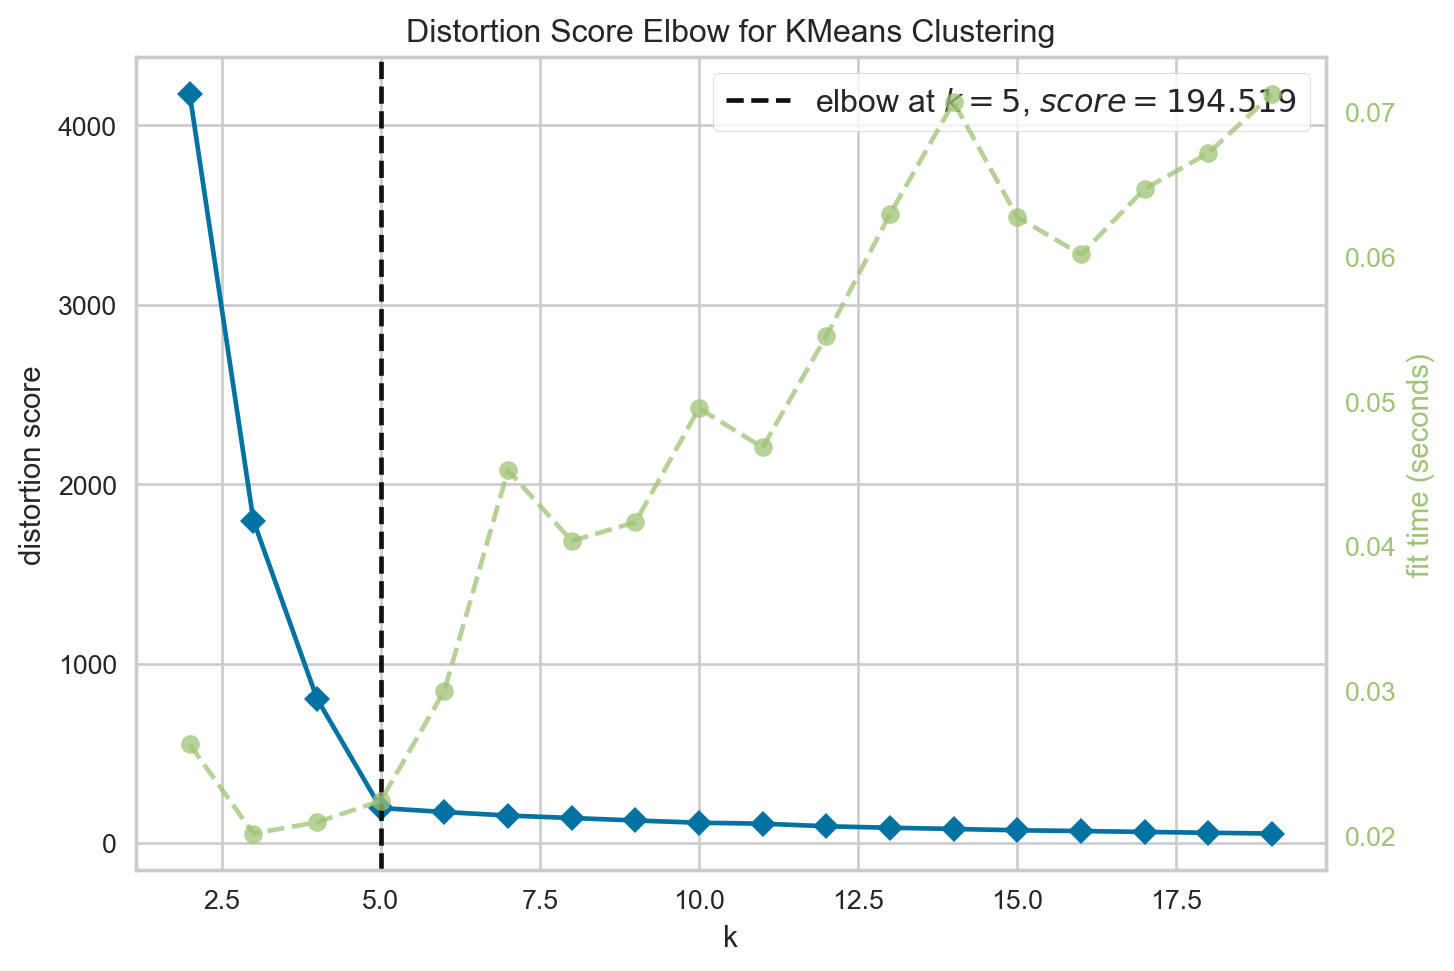 Distortion Score Elbow for KMeans Clustering
elbow at k = 5, score = 194.519
distortion score
4000
3000
2000
1000
0
0.07
0.06
0.05
0.04
0.03
0.02
fit time (seconds)
2.5 5.0 7.5 10.0 12.5 15.0 17.5
k